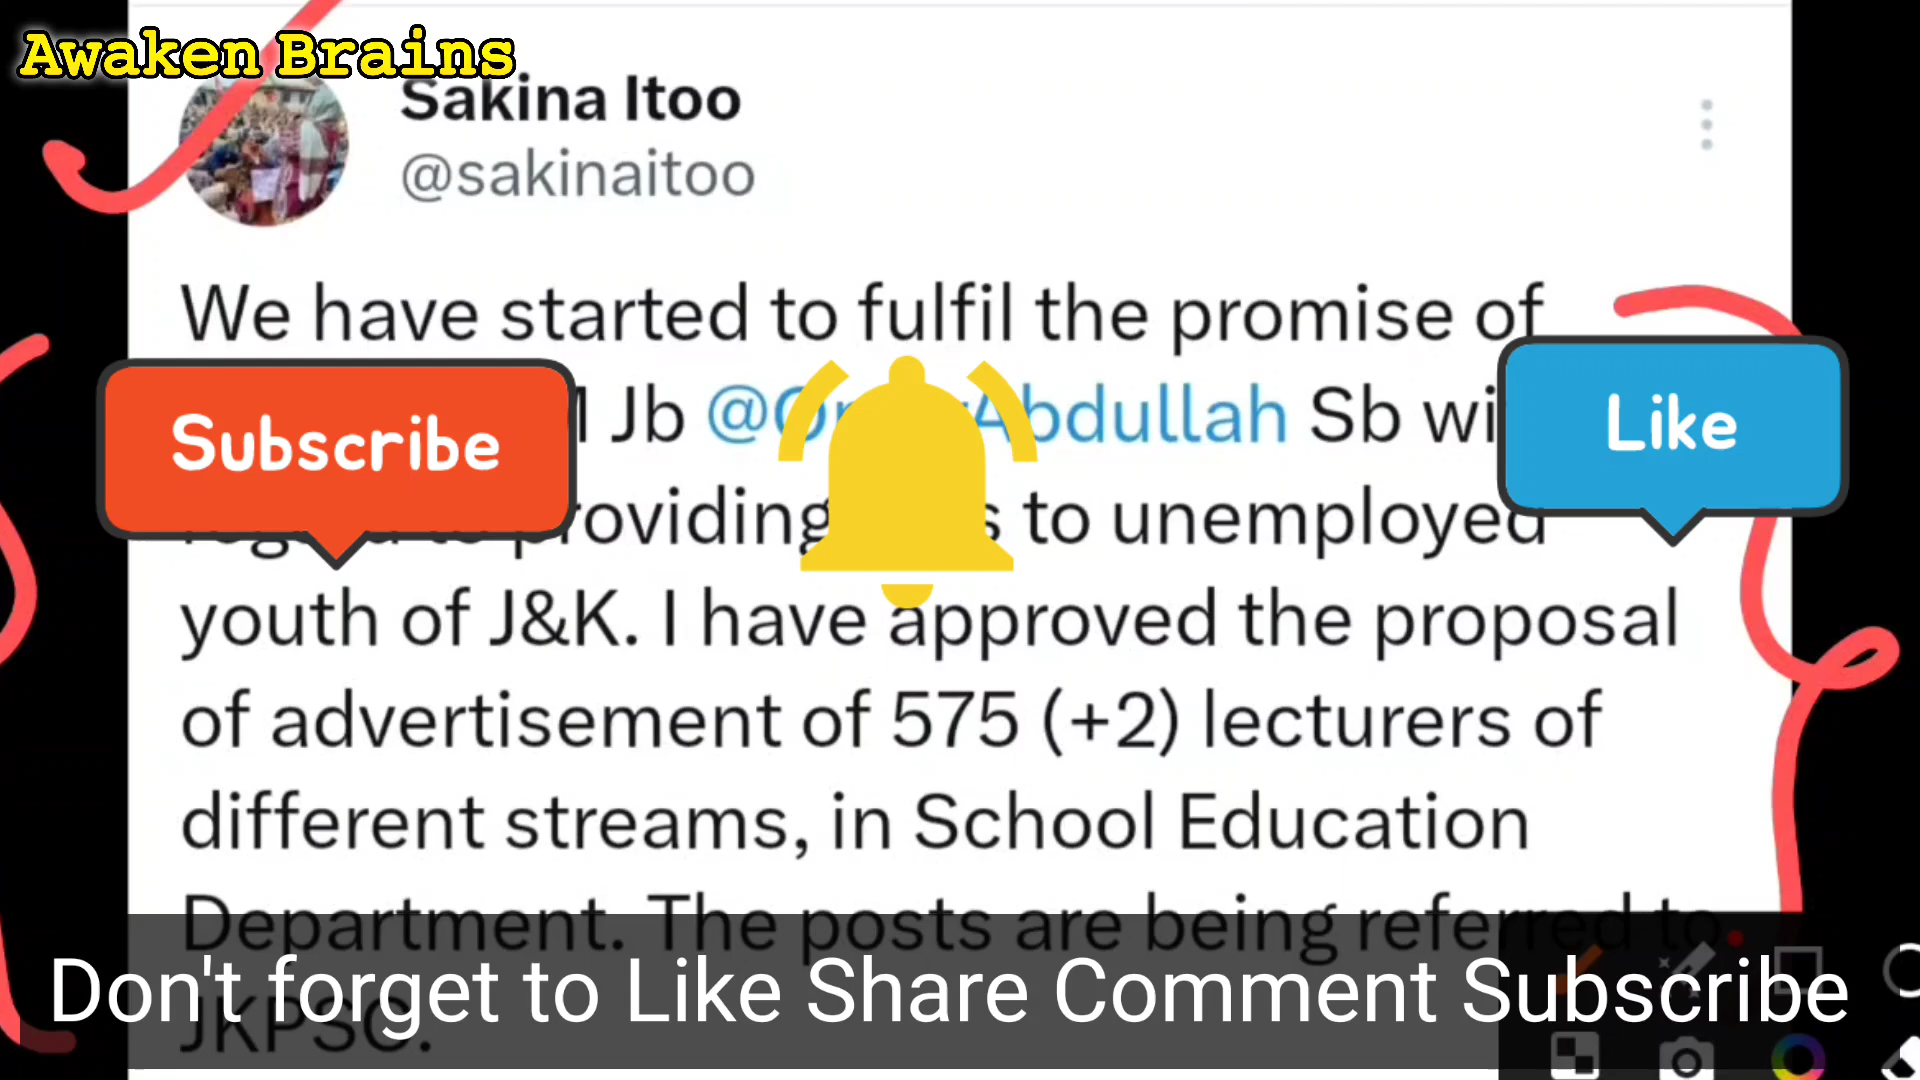 Awaken Brains
Sakina Itoo
@sakinaitoo
We have started to fulfil the promise of
Jb Abdullah Sb
to unemployed
youth of J&K. I have approved the proposal
of advertisement of 575 (+2) lecturers of
different streams, in School Education
Department. The posts are being referred to
JKPSC.
Subscribe
Like
Don't forget to Like Share Comment Subscribe